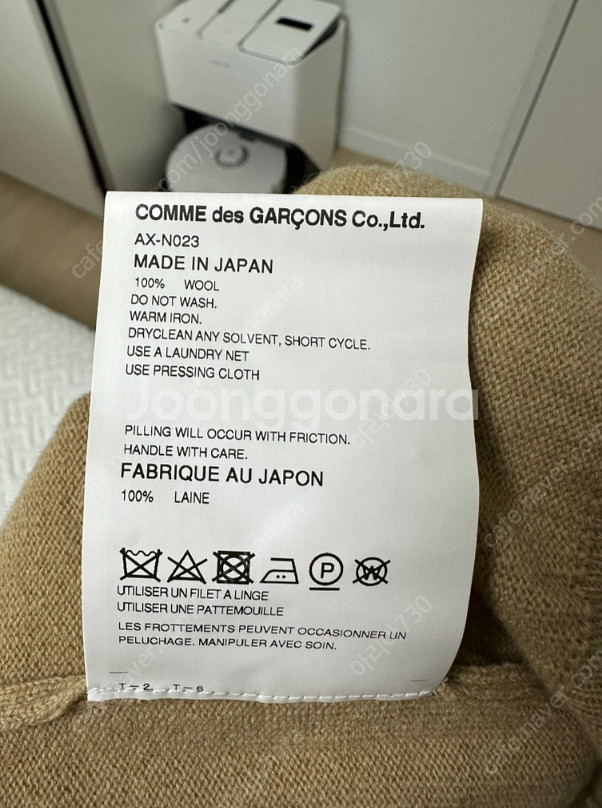 COMME des GARÇONS Co.,Ltd.
AX-N023
MADE IN JAPAN
100% WOOL
DO NOT WASH.
WARM IRON.
DRYCLEAN ANY SOLVENT, SHORT CYCLE.
USE A LAUNDRY NET
USE PRESSING CLOTH
Joonggonara
PILLING WILL OCCUR WITH FRICTION.
HANDLE WITH CARE.
FABRIQUE AU JAPON
100% LAINE
P
W
UTILISER UN FILET A LINGE
UTILISER UNE PATTEMOUILLE
LES FROTTEMENTS PEUVENT OCCASIONNER UN
PELUCHAGE. MANIPULER AVEC SOIN.
T-2 T-6